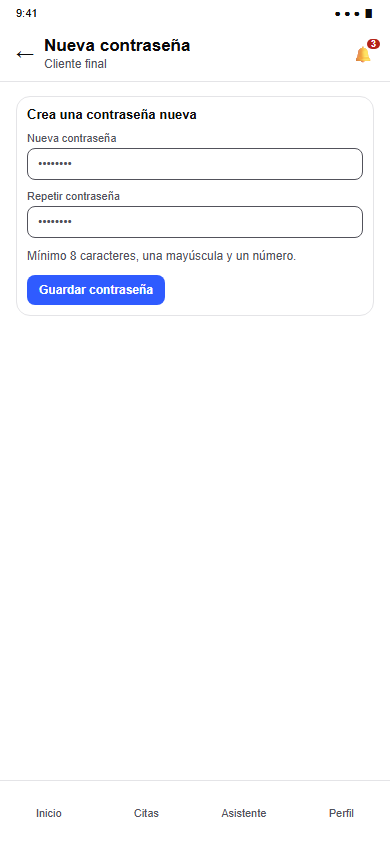 9:41
← Nueva contraseña
Cliente final
3
Crea una contraseña nueva
Nueva contraseña
••••••••
Repetir contraseña
••••••••
Mínimo 8 caracteres, una mayúscula y un número.
Guardar contraseña
Inicio Citas Asistente Perfil